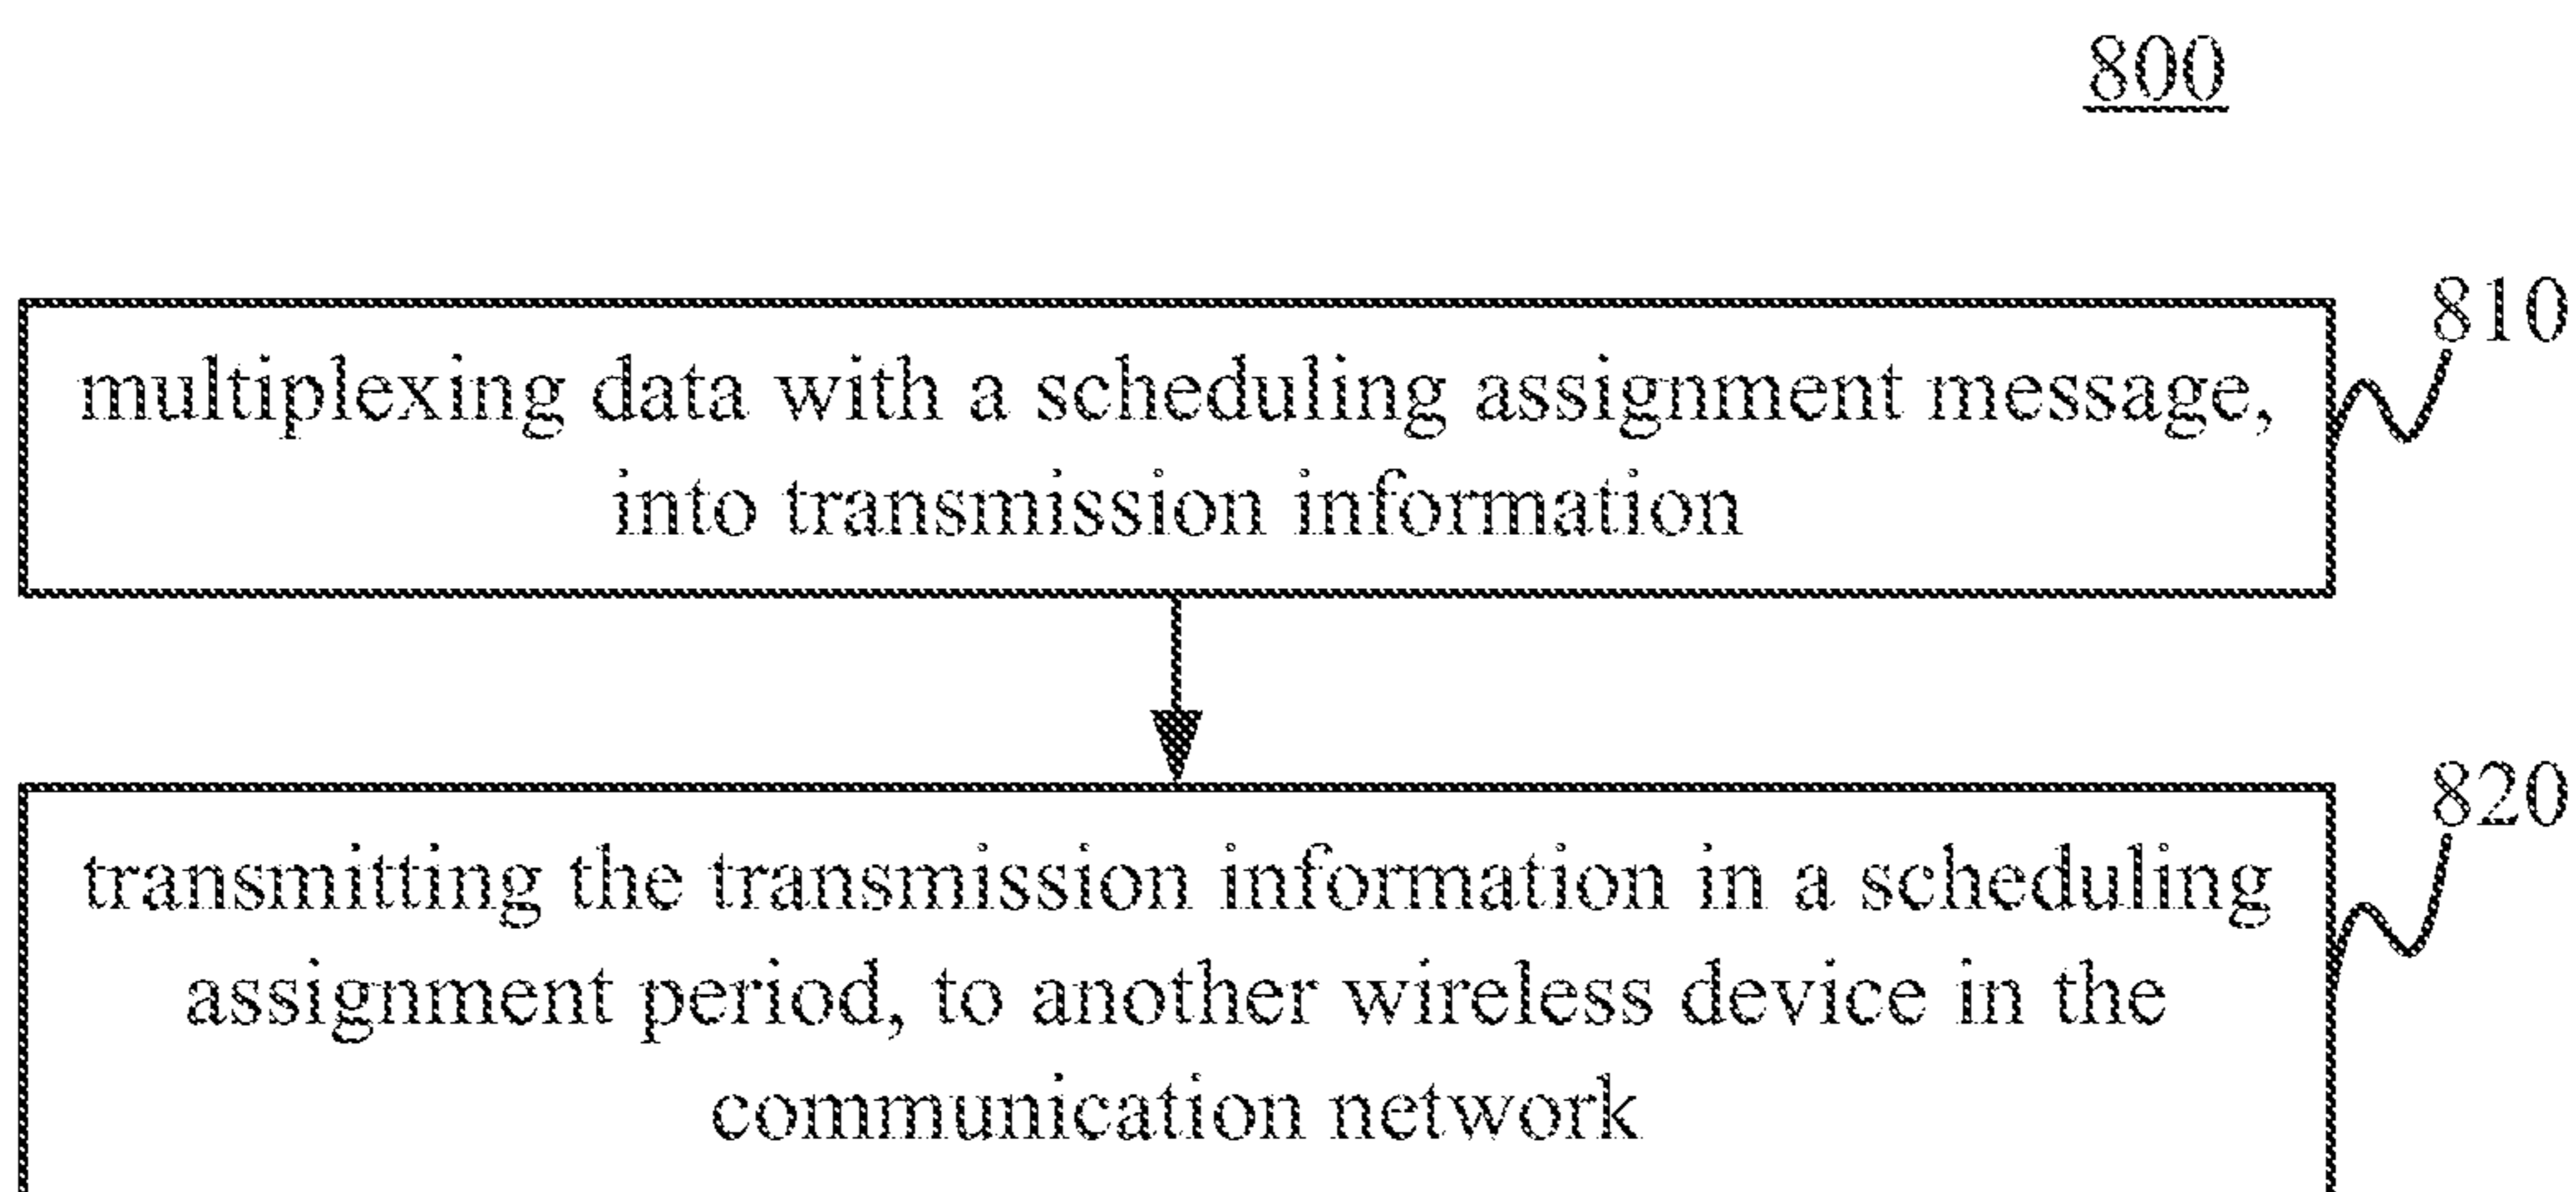 800
810
multiplexing data with a scheduling assignment message,
into transmission information
820
transmitting the transmission information in a scheduling
assignment period, to another wireless device in the
communication network